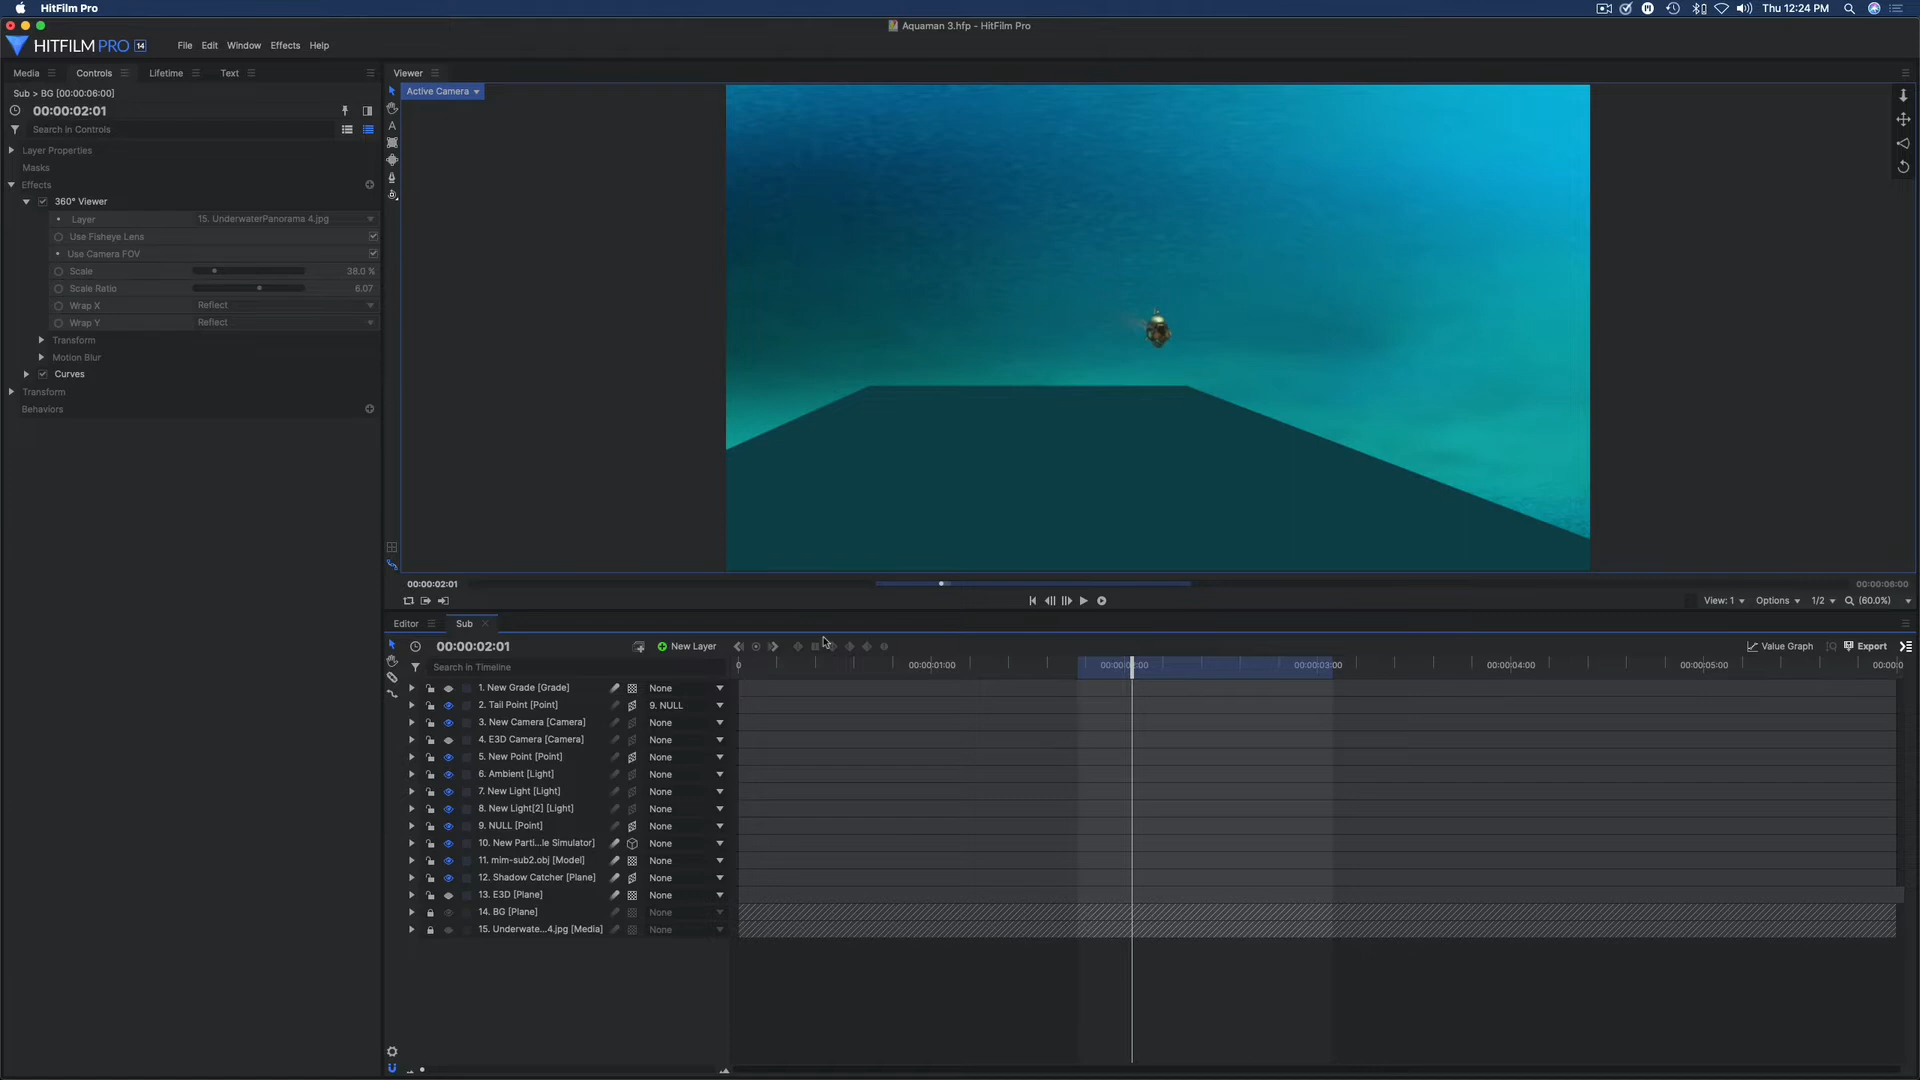 HitFilm Pro
Thu 12:24 PM
Aquaman 3.hfp - HitFilm Pro
HITFILM PRO 14
File Edit Window Effects Help
Media Controls Lifetime Text
Viewer
Sub > BG [00:00:06:00]
Active Camera
00:00:02:01
Search in Controls
Layer Properties
Masks
Effects
360° Viewer
Layer 15. UnderwaterPanorama 4.jpg
Use Fisheye Lens
Use Camera FOV
Scale 38.0 %
Scale Ratio 6.07
Wrap X Reflect
Wrap Y Reflect
Transform
Motion Blur
Curves
Transform
Behaviors
00:00:02:01
00:00:06:00
View: 1 Options 1/2 (60.0%)
Editor Sub
00:00:02:01 New Layer
Value Graph Export
Search in Timeline
0 00:00:01:00 00:00:02:00 00:00:03:00 00:00:04:00 00:00:05:00 00:00:0
1. New Grade [Grade] None
2. Tail Point [Point] 9. NULL
3. New Camera [Camera] None
4. E3D Camera [Camera] None
5. New Point [Point] None
6. Ambient [Light] None
7. New Light [Light] None
8. New Light[2] [Light] None
9. NULL [Point] None
10. New Parti...le Simulator] None
11. mim-sub2.obj [Model] None
12. Shadow Catcher [Plane] None
13. E3D [Plane] None
14. BG [Plane] None
15. Underwate...4.jpg [Media] None